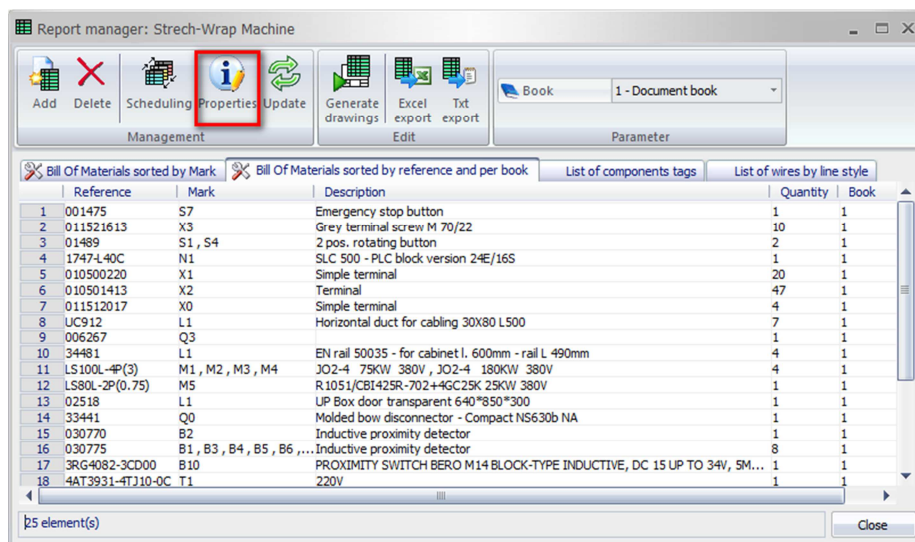 Report manager: Strech-Wrap Machine
Add Delete Scheduling Properties Update Generate drawings Excel export Txt export Book 1 - Document book
Management Edit Parameter
Bill Of Materials sorted by Mark Bill Of Materials sorted by reference and per book List of components tags List of wires by line style
Reference Mark Description Quantity Book
1 001475 S7 Emergency stop button 1 1
2 011521613 X3 Grey terminal screw M 70/22 10 1
3 01489 S1 , S4 2 pos. rotating button 2 1
4 1747-L40C N1 SLC 500 - PLC block version 24E/16S 1 1
5 010500220 X1 Simple terminal 20 1
6 010501413 X2 Terminal 47 1
7 011512017 X0 Simple terminal 4 1
8 UC912 L1 Horizontal duct for cabling 30X80 L500 7 1
9 006267 Q3 1 1
10 34481 L1 EN rail 50035 - for cabinet l. 600mm - rail L 490mm 4 1
11 LS100L-4P(3) M1 , M2 , M3 , M4 JO2-4 75KW 380V , JO2-4 180KW 380V 4 1
12 LS80L-2P(0.75) M5 R1051/CBI425R-702+4GC25K 25KW 380V 1 1
13 02518 L1 UP Box door transparent 640*850*300 1 1
14 33441 Q0 Molded bow disconnector - Compact NS630b NA 1 1
15 030770 B2 Inductive proximity detector 1 1
16 030775 B1 , B3 , B4 , B5 , B6 ,... Inductive proximity detector 8 1
17 3RG4082-3CD00 B10 PROXIMITY SWITCH BERO M14 BLOCK-TYPE INDUCTIVE, DC 15 UP TO 34V, 5M... 1 1
18 4AT3931-4TJ10-0C T1 220V 1 1
25 element(s) Close